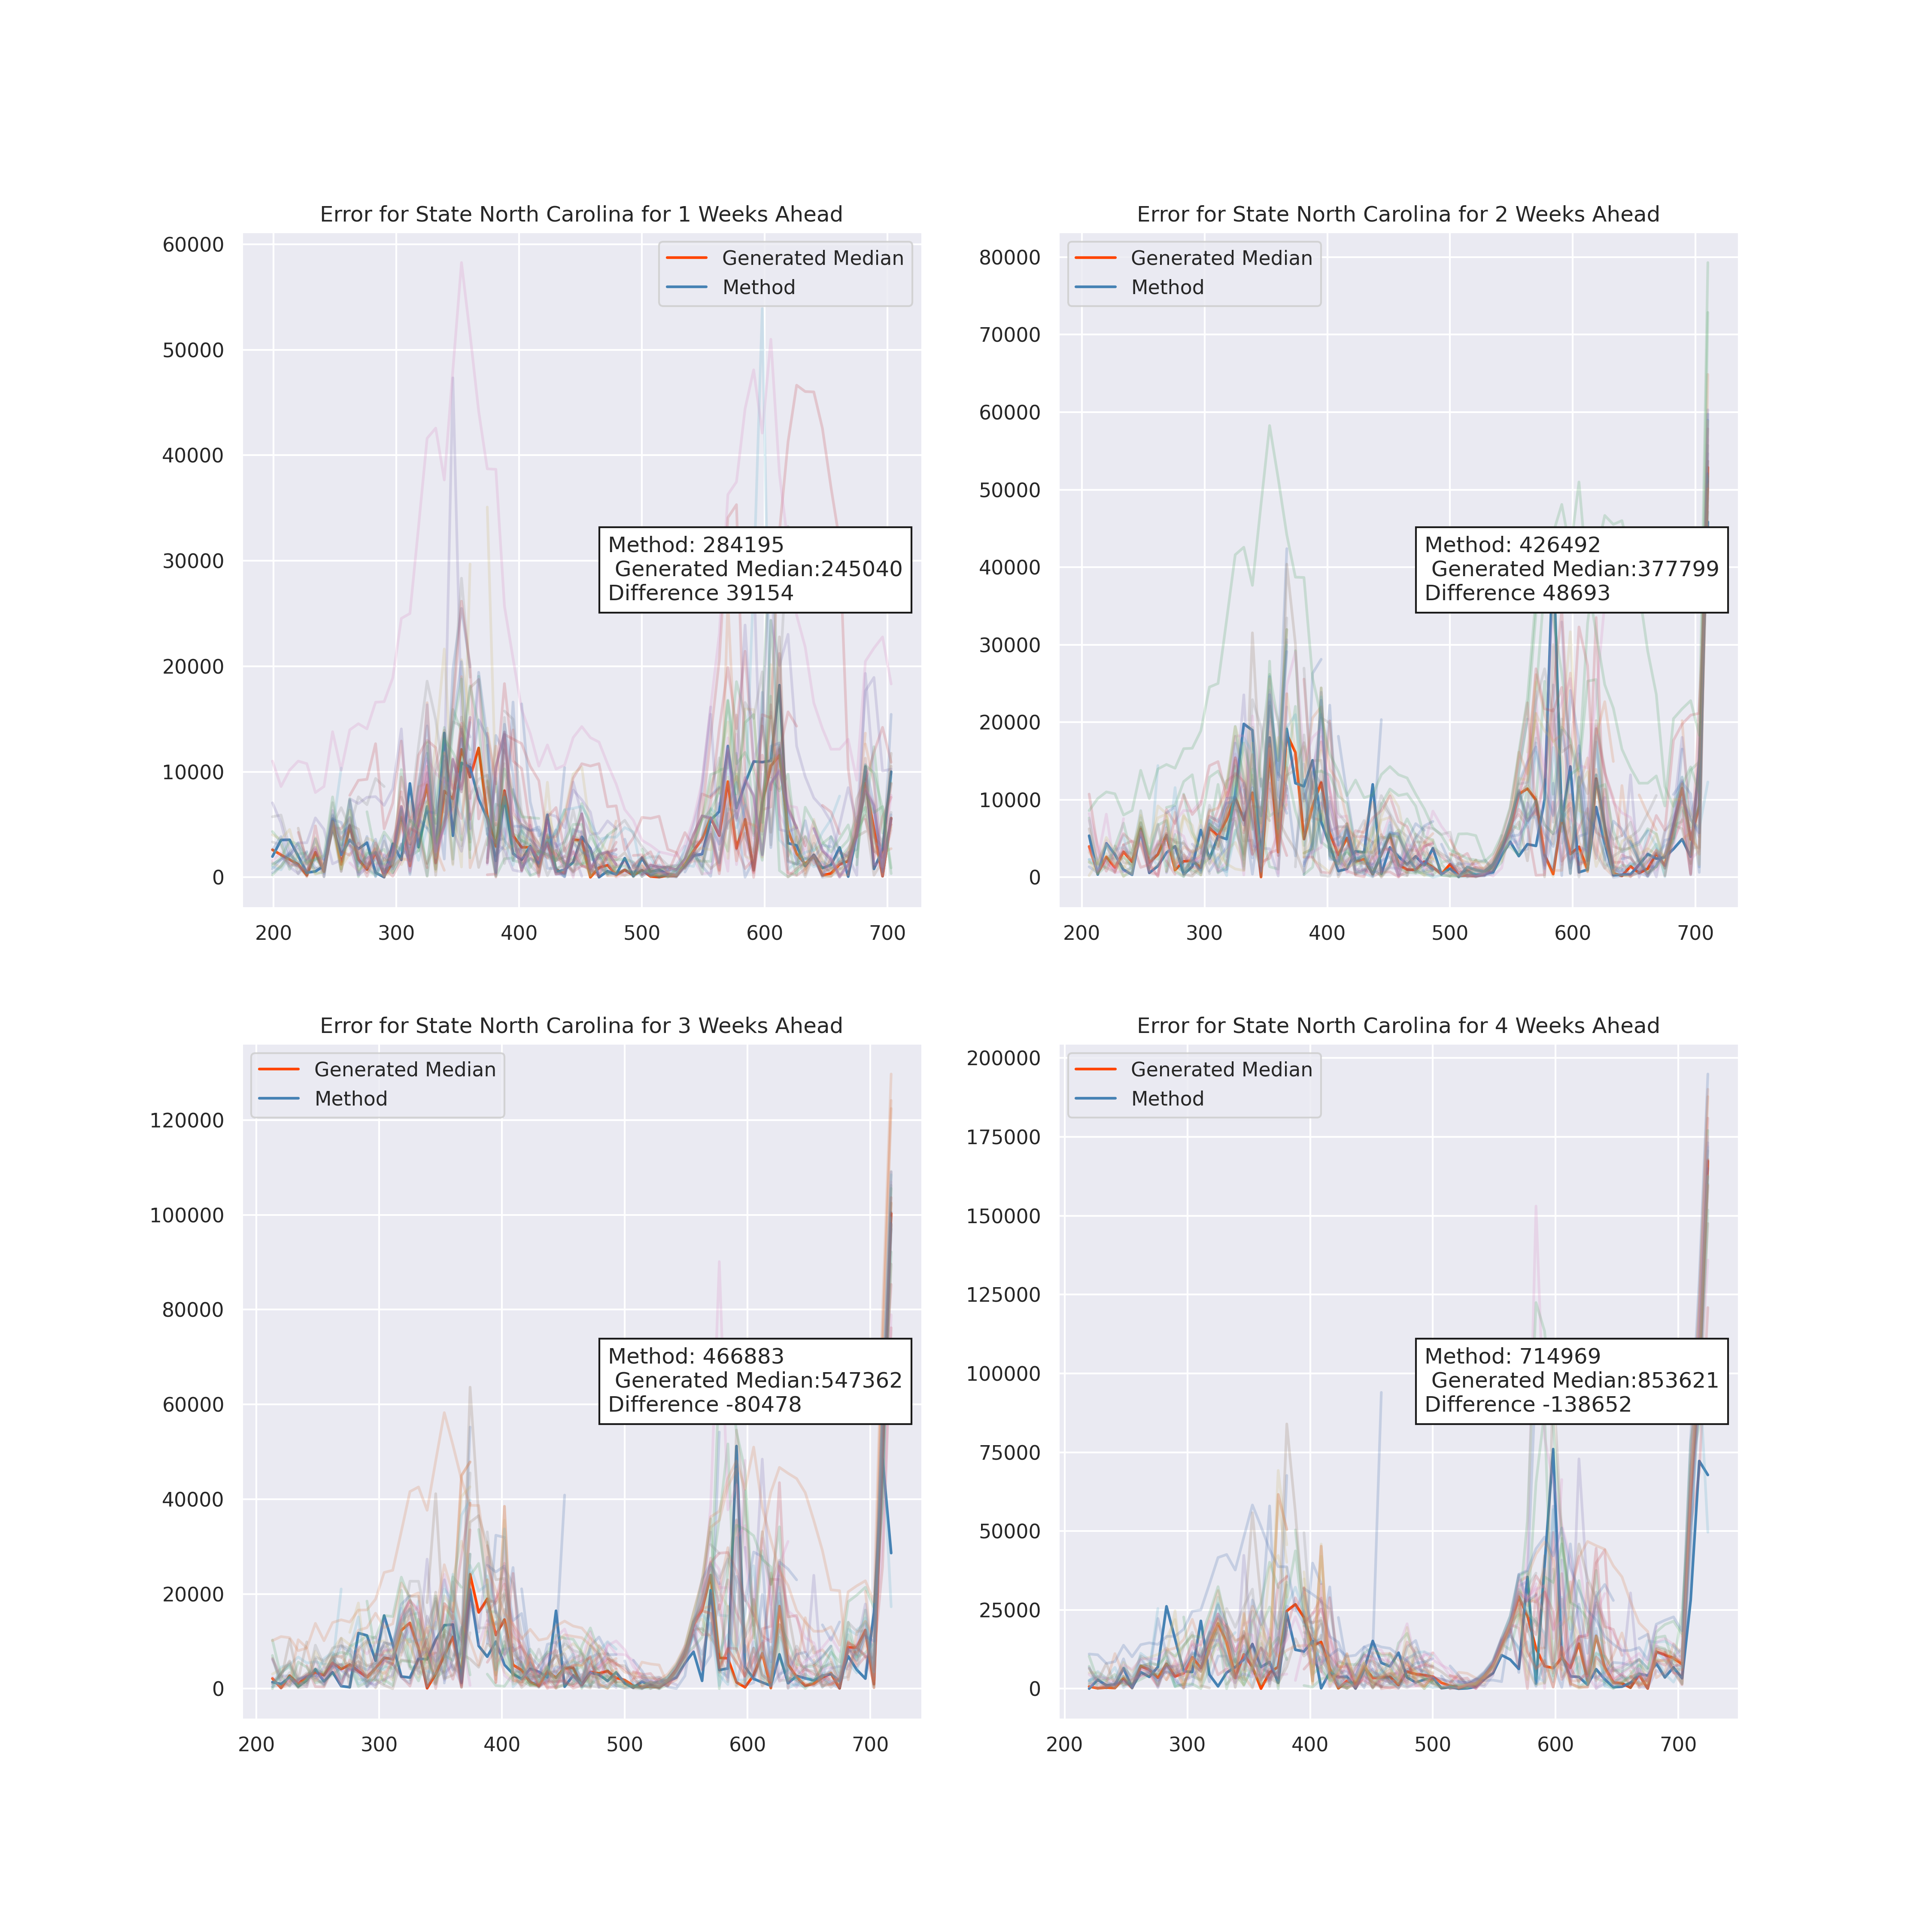 Error for State North Carolina for 1 Weeks Ahead
60000
50000
40000
30000
20000
10000
0
200 300 400 500 600 700
Generated Median
Method
Method: 284195
Generated Median:245040
Difference 39154
Error for State North Carolina for 2 Weeks Ahead
80000
70000
60000
50000
40000
30000
20000
10000
0
200 300 400 500 600 700
Generated Median
Method
Method: 426492
Generated Median:377799
Difference 48693
Error for State North Carolina for 3 Weeks Ahead
120000
100000
80000
60000
40000
20000
0
200 300 400 500 600 700
Generated Median
Method
Method: 466883
Generated Median:547362
Difference -80478
Error for State North Carolina for 4 Weeks Ahead
200000
175000
150000
125000
100000
75000
50000
25000
0
200 300 400 500 600 700
Generated Median
Method
Method: 714969
Generated Median:853621
Difference -138652